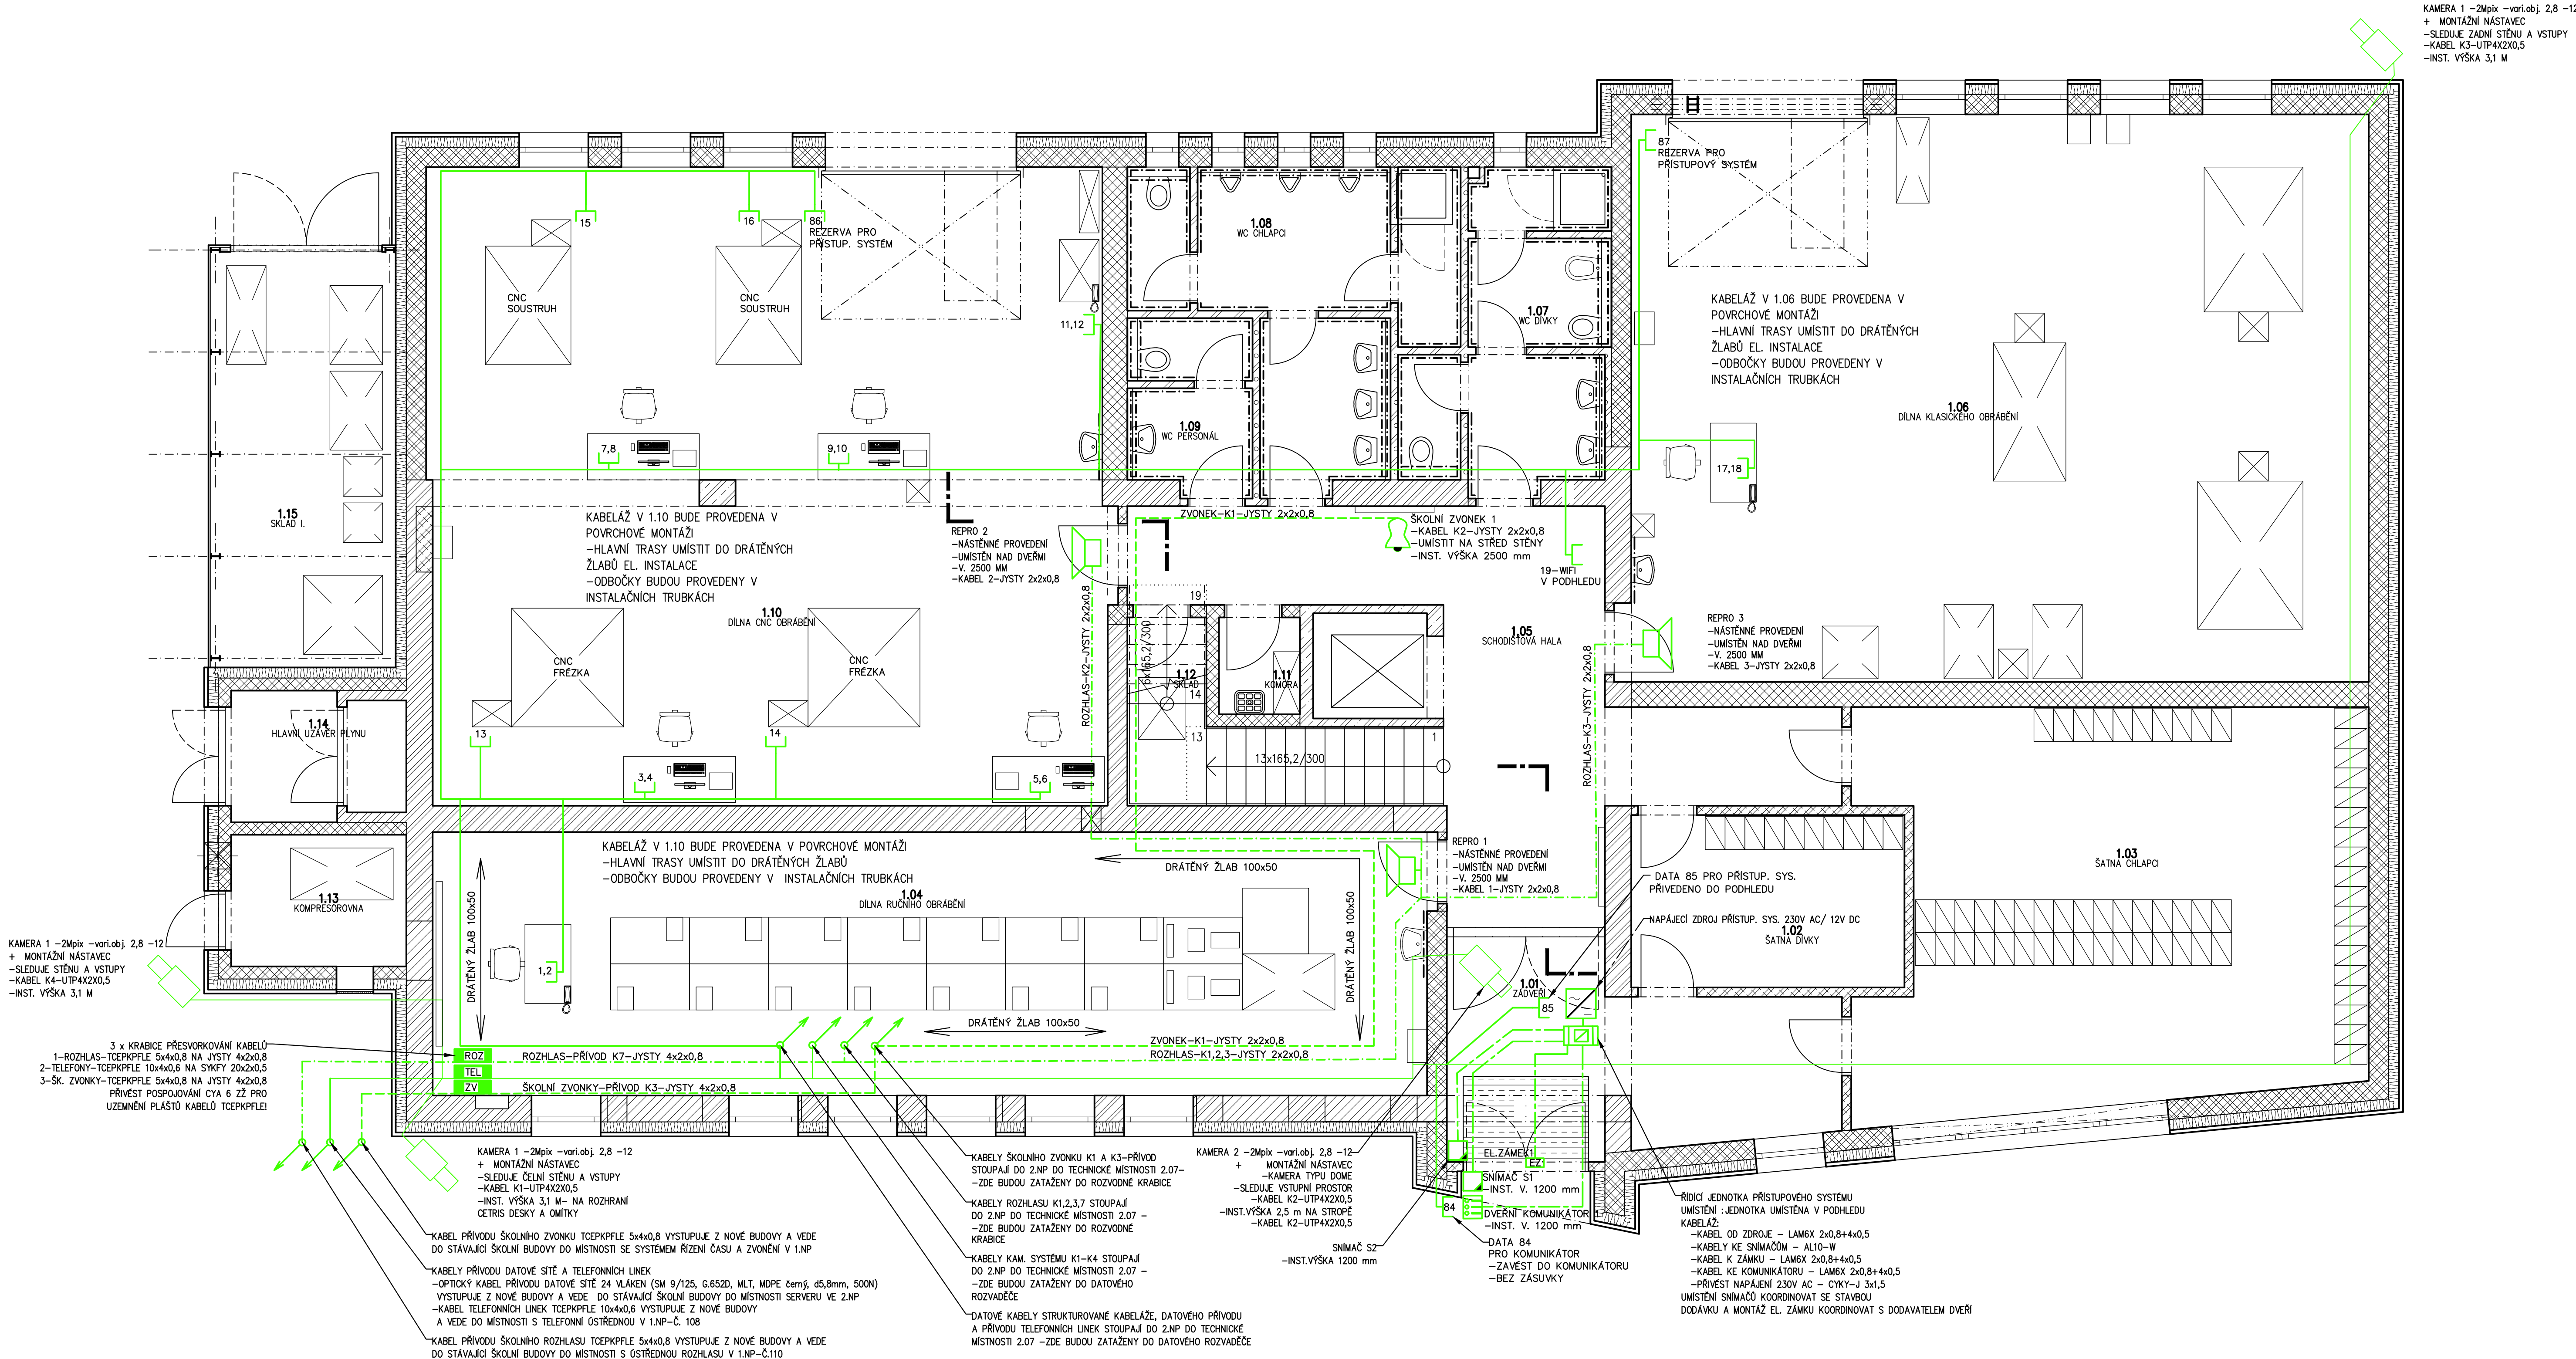 KAMERA 1 -2Mpix -vari.obj. 2,8 -12
+ MONTÁŽNÍ NÁSTAVEC
-SLEDUJE ZADNÍ STĚNU A VSTUPY
-KABEL K3-UTP4X2X0,5
-INST. VÝŠKA 3,1 M
15
16
86
REZERVA PRO
PŘÍSTUP. SYSTÉM
87
REZERVA PRO
PŘÍSTUPOVÝ SYSTÉM
CNC
SOUSTRUH
CNC
SOUSTRUH
11,12
1.08
WC CHLAPCI
1.07
WC DÍVKY
1.09
WC PERSONÁL
KABELÁŽ V 1.06 BUDE PROVEDENA V
POVRCHOVÉ MONTÁŽI
-HLAVNÍ TRASY UMÍSTIT DO DRÁTĚNÝCH
ŽLABŮ EL. INSTALACE
-ODBOČKY BUDOU PROVEDENY V
INSTALAČNÍCH TRUBKÁCH
1.06
DÍLNA KLASICKÉHO OBRÁBĚNÍ
7,8
9,10
17,18
1.15
SKLAD I.
KABELÁŽ V 1.10 BUDE PROVEDENA V
POVRCHOVÉ MONTÁŽI
-HLAVNÍ TRASY UMÍSTIT DO DRÁTĚNÝCH
ŽLABŮ EL. INSTALACE
-ODBOČKY BUDOU PROVEDENY V
INSTALAČNÍCH TRUBKÁCH
1.10
DÍLNA CNC OBRÁBĚNÍ
REPRO 2
-NÁSTĚNNÉ PROVEDENÍ
-UMÍSTĚN NAD DVEŘMI
-V. 2500 MM
-KABEL 2-JYSTY 2x2x0,8
ZVONEK-K1-JYSTY 2x2x0,8
ŠKOLNÍ ZVONEK 1
-KABEL K2-JYSTY 2x2x0,8
-UMÍSTIT NA STŘED STĚNY
-INST. VÝŠKA 2500 mm
19-WIFI
V PODHLEDU
REPRO 3
-NÁSTĚNNÉ PROVEDENÍ
-UMÍSTĚN NAD DVEŘMI
-V. 2500 MM
-KABEL 3-JYSTY 2x2x0,8
ROZHLAS-K2-JYSTY 2x2x0,8
ROZHLAS-K3-JYSTY 2x2x0,8
19
6x165,2/300
1.12
SKLAD
14
13
1.11
KOMORA
1.05
SCHODIŠŤOVÁ HALA
13x165,2/300
1
CNC
FRÉZKA
CNC
FRÉZKA
1.14
HLAVNÍ UZÁVĚR PLYNU
13
14
3,4
5,6
KABELÁŽ V 1.10 BUDE PROVEDENA V POVRCHOVÉ MONTÁŽI
-HLAVNÍ TRASY UMÍSTIT DO DRÁTĚNÝCH ŽLABŮ
-ODBOČKY BUDOU PROVEDENY V INSTALAČNÍCH TRUBKÁCH
1.04
DÍLNA RUČNÍHO OBRÁBĚNÍ
DRÁTĚNÝ ŽLAB 100x50
DRÁTĚNÝ ŽLAB 100x50
DRÁTĚNÝ ŽLAB 100x50
DRÁTĚNÝ ŽLAB 100x50
REPRO 1
-NÁSTĚNNÉ PROVEDENÍ
-UMÍSTĚN NAD DVEŘMI
-V. 2500 MM
-KABEL 1-JYSTY 2x2x0,8
1.03
ŠATNA CHLAPCI
DATA 85 PRO PŘÍSTUP. SYS.
PŘIVEDENO DO PODHLEDU
NAPÁJECÍ ZDROJ PŘÍSTUP. SYS. 230V AC/ 12V DC
1.02
ŠATNA DÍVKY
1.13
KOMPRESOROVNA
1,2
1.01
ZÁDVEŘÍ
85
KAMERA 1 -2Mpix -vari.obj. 2,8 -12
+ MONTÁŽNÍ NÁSTAVEC
-SLEDUJE STĚNU A VSTUPY
-KABEL K4-UTP4X2X0,5
-INST. VÝŠKA 3,1 M
3 x KRABICE PŘESVORKOVÁNÍ KABELŮ
1-ROZHLAS-TCEPKPFLE 5x4x0,8 NA JYSTY 4x2x0,8
2-TELEFONY-TCEPKPFLE 10x4x0,6 NA SYKFY 20x2x0,5
3-ŠK. ZVONKY-TCEPKPFLE 5x4x0,8 NA JYSTY 4x2x0,8
PŘIVÉST POSPOJOVÁNÍ CYA 6 ZŽ PRO
UZEMNĚNÍ PLÁŠTŮ KABELŮ TCEPKPFLE!
ROZ
TEL
ZV
ROZHLAS-PŘÍVOD K7-JYSTY 4x2x0,8
ŠKOLNÍ ZVONKY-PŘÍVOD K3-JYSTY 4x2x0,8
ZVONEK-K1-JYSTY 2x2x0,8
ROZHLAS-K1,2,3-JYSTY 2x2x0,8
KAMERA 1 -2Mpix -vari.obj. 2,8 -12
+ MONTÁŽNÍ NÁSTAVEC
-SLEDUJE ČELNÍ STĚNU A VSTUPY
-KABEL K1-UTP4X2X0,5
-INST. VÝŠKA 3,1 M- NA ROZHRANÍ
CETRIS DESKY A OMÍTKY
KABEL PŘÍVODU ŠKOLNÍHO ZVONKU TCEPKPFLE 5x4x0,8 VYSTUPUJE Z NOVÉ BUDOVY A VEDE
DO STÁVAJÍCÍ ŠKOLNÍ BUDOVY DO MÍSTNOSTI SE SYSTÉMEM ŘÍZENÍ ČASU A ZVONĚNÍ V 1.NP
KABELY PŘÍVODU DATOVÉ SÍTĚ A TELEFONNÍCH LINEK
-OPTICKÝ KABEL PŘÍVODU DATOVÉ SÍTĚ 24 VLÁKEN (SM 9/125, G.652D, MLT, MDPE černý, d5,8mm, 500N)
VYSTUPUJE Z NOVÉ BUDOVY A VEDE DO STÁVAJÍCÍ ŠKOLNÍ BUDOVY DO MÍSTNOSTI SERVERU VE 2.NP
-KABEL TELEFONNÍCH LINEK TCEPKPFLE 10x4x0,6 VYSTUPUJE Z NOVÉ BUDOVY
A VEDE DO MÍSTNOSTI S TELEFONNÍ ÚSTŘEDNOU V 1.NP-Č. 108
KABEL PŘÍVODU ŠKOLNÍHO ROZHLASU TCEPKPFLE 5x4x0,8 VYSTUPUJE Z NOVÉ BUDOVY A VEDE
DO STÁVAJÍCÍ ŠKOLNÍ BUDOVY DO MÍSTNOSTI S ÚSTŘEDNOU ROZHLASU V 1.NP-Č.110
KABELY ŠKOLNÍHO ZVONKU K1 A K3-PŘÍVOD
STOUPAJÍ DO 2.NP DO TECHNICKÉ MÍSTNOSTI 2.07-
-ZDE BUDOU ZATAŽENY DO ROZVODNÉ KRABICE
KABELY ROZHLASU K1,2,3,7 STOUPAJÍ
DO 2.NP DO TECHNICKÉ MÍSTNOSTI 2.07 -
-ZDE BUDOU ZATAŽENY DO ROZVODNÉ
KRABICE
KABELY KAM. SYSTÉMU K1-K4 STOUPAJÍ
DO 2.NP DO TECHNICKÉ MÍSTNOSTI 2.07 -
-ZDE BUDOU ZATAŽENY DO DATOVÉHO
ROZVADĚČE
DATOVÉ KABELY STRUKTUROVANÉ KABELÁŽE, DATOVÉHO PŘÍVODU
A PŘÍVODU TELEFONNÍCH LINEK STOUPAJÍ DO 2.NP DO TECHNICKÉ
MÍSTNOSTI 2.07 -ZDE BUDOU ZATAŽENY DO DATOVÉHO ROZVADĚČE
KAMERA 2 -2Mpix -vari.obj. 2,8 -12
+ MONTÁŽNÍ NÁSTAVEC
-KAMERA TYPU DOME
-SLEDUJE VSTUPNÍ PROSTOR
-KABEL K2-UTP4X2X0,5
-INST.VÝŠKA 2,5 m NA STROPĚ
-KABEL K2-UTP4X2X0,5
SNÍMAČ S2
-INST.VÝŠKA 1200 mm
EL.ZÁMEK1
EZ
SNÍMAČ S1
-INST. V. 1200 mm
84
DVEŘNÍ KOMUNIKÁTOR 1
-INST. V. 1200 mm
DATA 84
PRO KOMUNIKÁTOR
-ZAVÉST DO KOMUNIKÁTORU
-BEZ ZÁSUVKY
ŘÍDÍCÍ JEDNOTKA PŘÍSTUPOVÉHO SYSTÉMU
UMÍSTĚNÍ :JEDNOTKA UMÍSTĚNA V PODHLEDU
KABELÁŽ:
-KABEL OD ZDROJE - LAM6X 2x0,8+4x0,5
-KABELY KE SNÍMAČŮM - AL10-W
-KABEL K ZÁMKU - LAM6X 2x0,8+4x0,5
-KABEL KE KOMUNIKÁTORU - LAM6X 2x0,8+4x0,5
-PŘIVÉST NAPÁJENÍ 230V AC - CYKY-J 3x1,5
UMÍSTĚNÍ SNÍMAČŮ KOORDINOVAT SE STAVBOU
DODÁVKU A MONTÁŽ EL. ZÁMKU KOORDINOVAT S DODAVATELEM DVEŘÍ